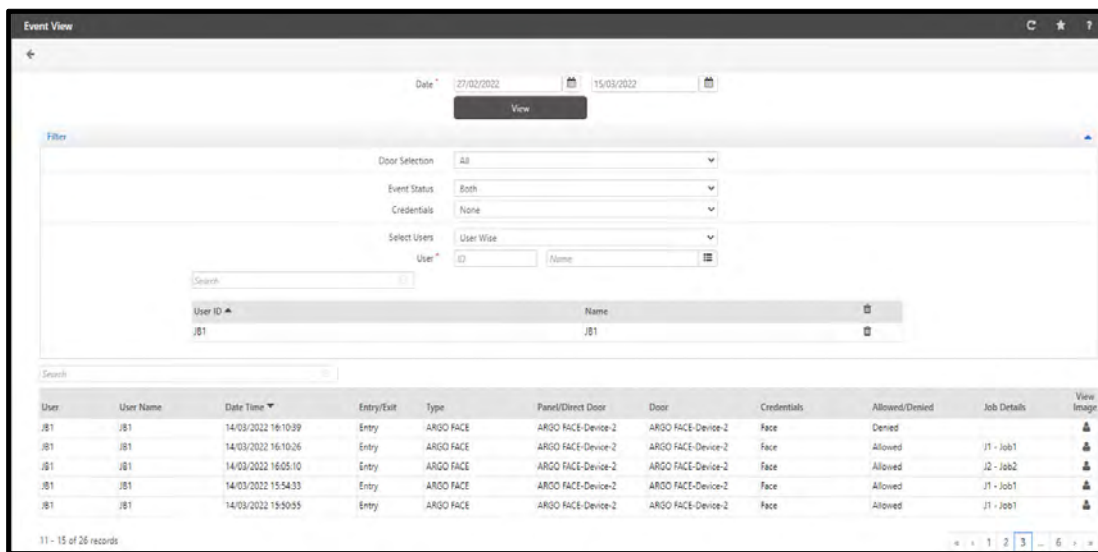 Event View
?
Date * 27/02/2022 15/03/2022
View
Filter
Door Selection All
Event Status Both
Credentials None
Select Users User Wise
User * ID Name
Search
User ID Name
JB1 JB1
Search
User User Name Date Time Entry/Exit Type Panel/Direct Door Door Credentials Allowed/Denied Job Details View Image
JB1 JB1 14/03/2022 16:10:39 Entry ARGO FACE ARGO FACE-Device-2 ARGO FACE-Device-2 Face Denied
JB1 JB1 14/03/2022 16:10:26 Entry ARGO FACE ARGO FACE-Device-2 ARGO FACE-Device-2 Face Allowed J1 - Job1
JB1 JB1 14/03/2022 16:05:10 Entry ARGO FACE ARGO FACE-Device-2 ARGO FACE-Device-2 Face Allowed J2 - Job2
JB1 JB1 14/03/2022 15:54:33 Entry ARGO FACE ARGO FACE-Device-2 ARGO FACE-Device-2 Face Allowed J1 - Job1
JB1 JB1 14/03/2022 15:50:55 Entry ARGO FACE ARGO FACE-Device-2 ARGO FACE-Device-2 Face Allowed J1 - Job1
11 - 15 of 26 records « ‹ 1 2 3 ... 6 › »